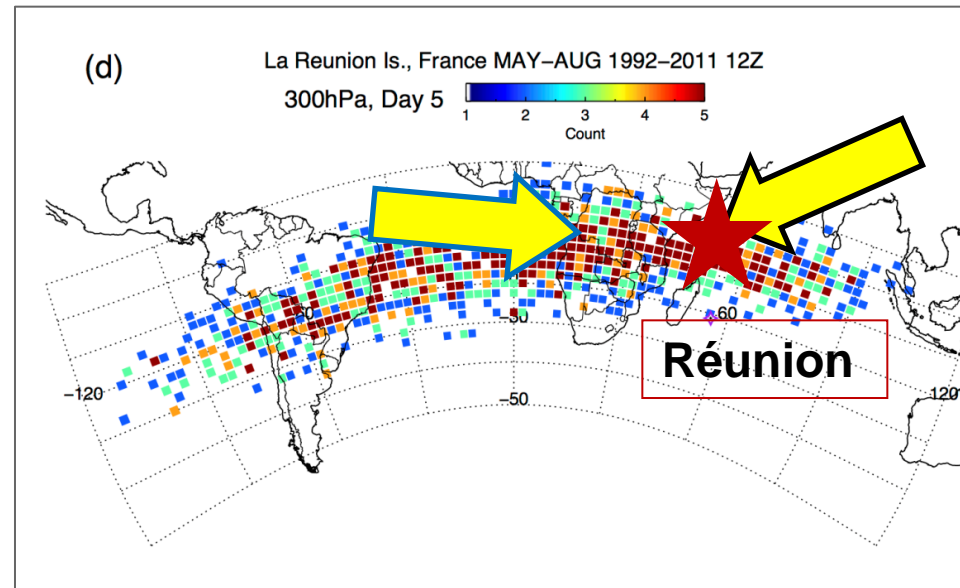 (d)
La Reunion Is., France MAY–AUG 1992–2011 12Z
300hPa, Day 5
1 2 3 4 5
Count
-60
Réunion
-120
-50
120